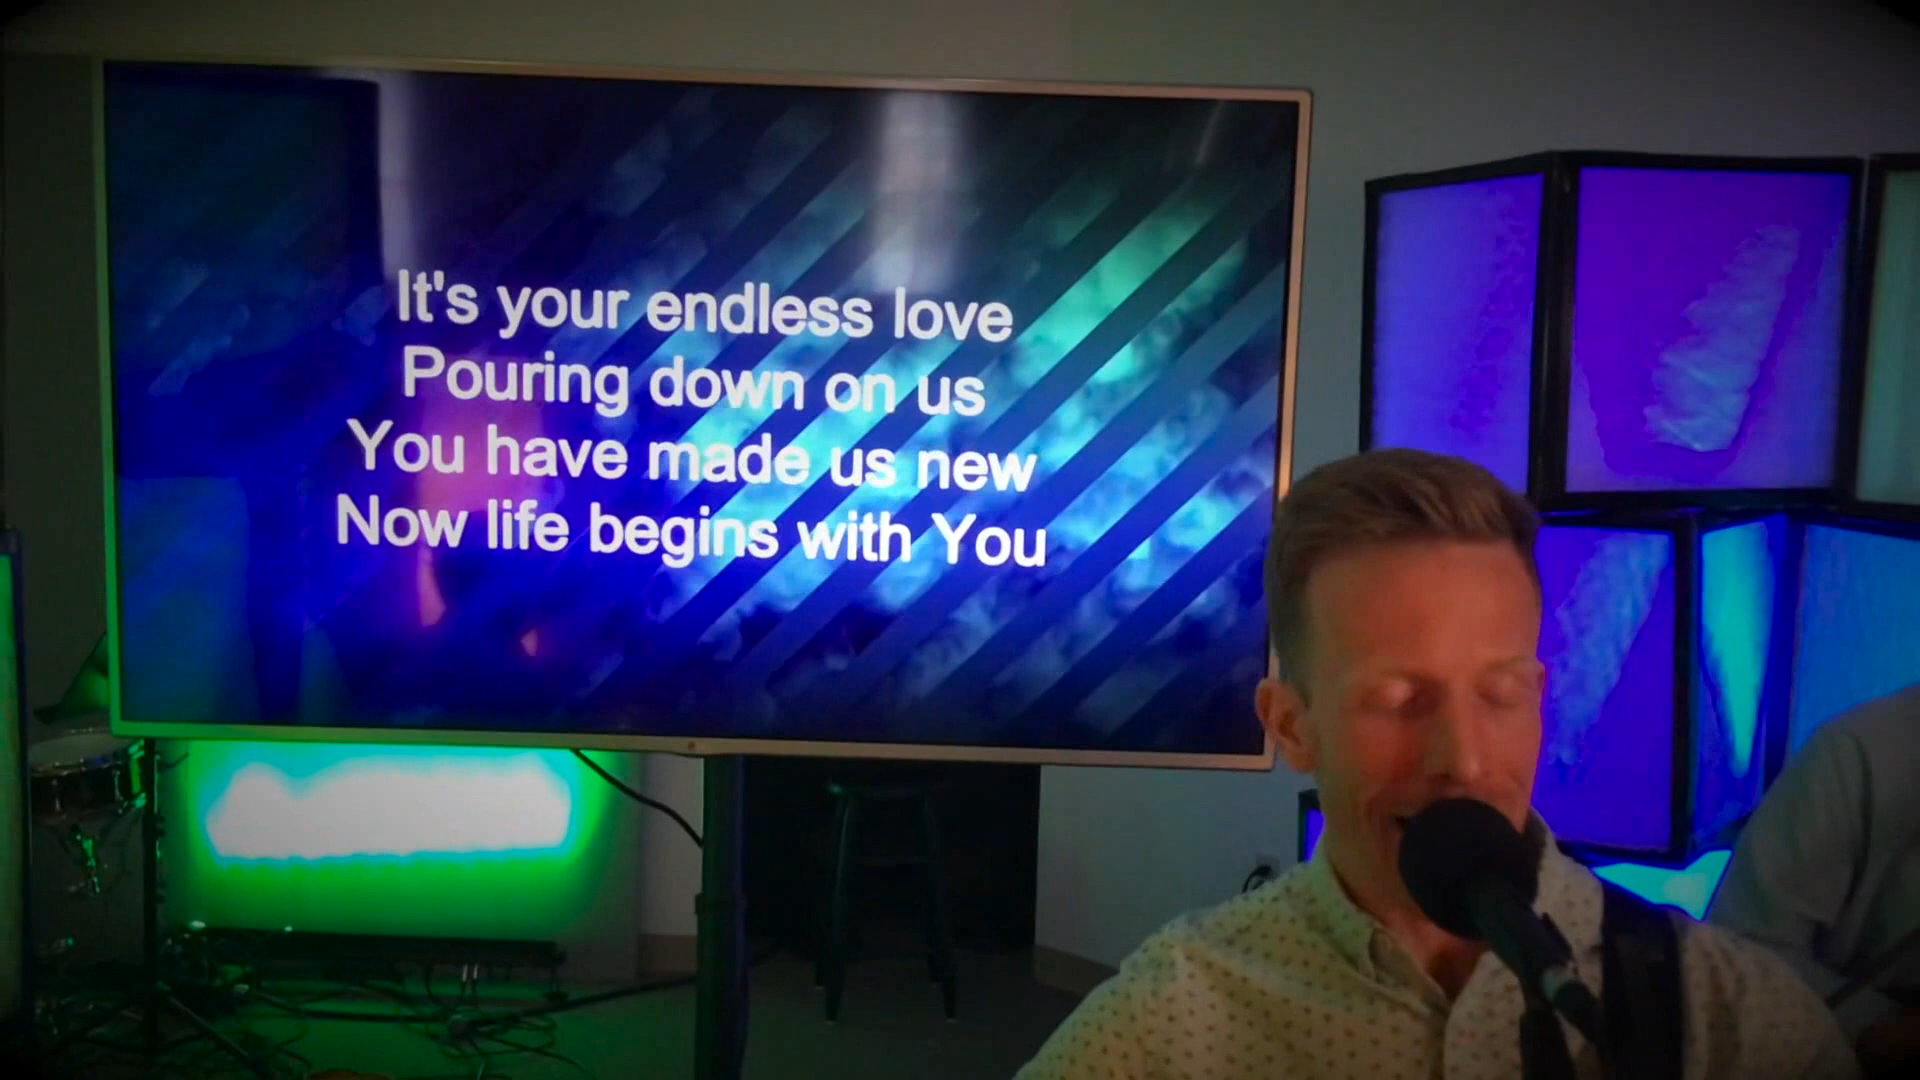 It's your endless love
Pouring down on us
You have made us new
Now life begins with You